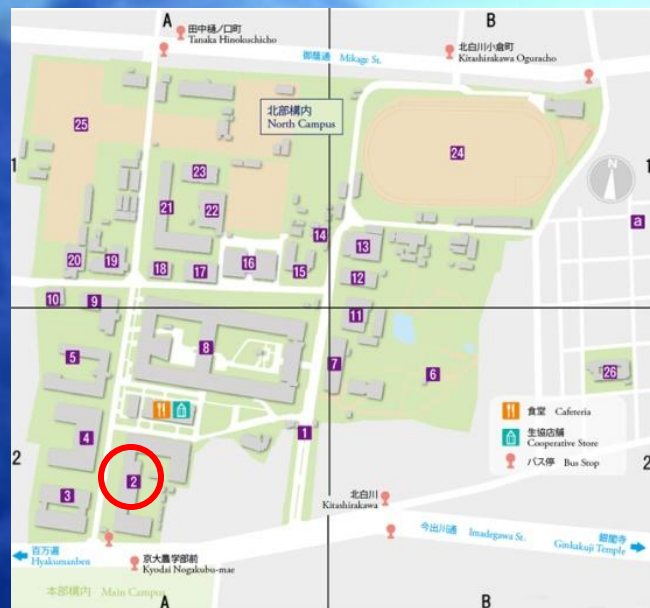 A
B
田中樋ノ口町
Tanaka Hinokuchicho
御蔭通 Mikage St.
北白川小倉町
Kitashirakawa Oguracho
北部構内
North Campus
25
24
1
1
N
23
21
22
14
a
13
20
19
18
17
16
15
12
10
9
11
5
8
7
6
26
食堂 Cafeteria
生協店舗
Cooperative Store
バス停 Bus Stop
4
1
2
2
2
3
北白川
Kitashirakawa
今出川通 Imadegawa St.
銀閣寺
Ginkakuji Temple
百万遍
Hyakumanben
京大農学部前
Kyodai Nogakubu-mae
本部構内 Main Campus
A
B